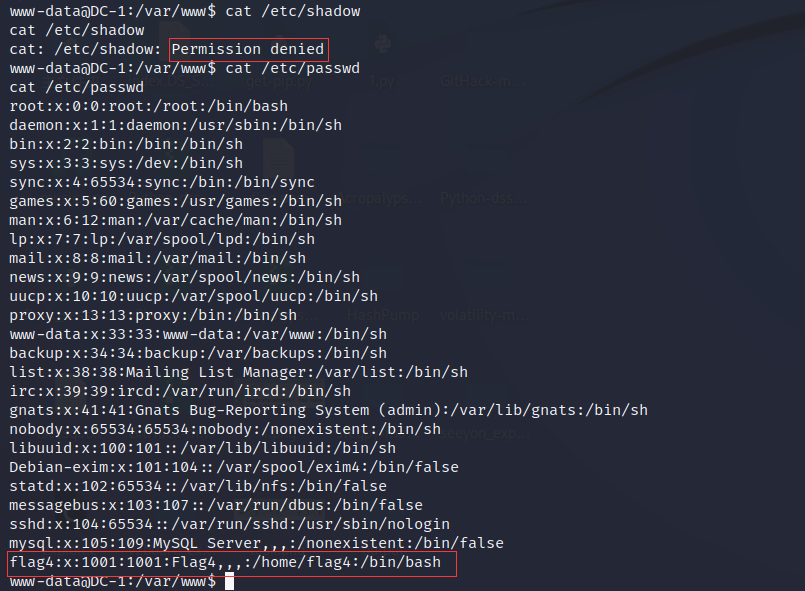 www-data@DC-1:/var/www$ cat /etc/shadow
cat /etc/shadow
cat: /etc/shadow: Permission denied
www-data@DC-1:/var/www$ cat /etc/passwd
cat /etc/passwd
root:x:0:0:root:/root:/bin/bash
daemon:x:1:1:daemon:/usr/sbin:/bin/sh
bin:x:2:2:bin:/bin:/bin/sh
sys:x:3:3:sys:/dev:/bin/sh
sync:x:4:65534:sync:/bin:/bin/sync
games:x:5:60:games:/usr/games:/bin/sh
man:x:6:12:man:/var/cache/man:/bin/sh
lp:x:7:7:lp:/var/spool/lpd:/bin/sh
mail:x:8:8:mail:/var/mail:/bin/sh
news:x:9:9:news:/var/spool/news:/bin/sh
uucp:x:10:10:uucp:/var/spool/uucp:/bin/sh
proxy:x:13:13:proxy:/bin:/bin/sh
www-data:x:33:33:www-data:/var/www:/bin/sh
backup:x:34:34:backup:/var/backups:/bin/sh
list:x:38:38:Mailing List Manager:/var/list:/bin/sh
irc:x:39:39:ircd:/var/run/ircd:/bin/sh
gnats:x:41:41:Gnats Bug-Reporting System (admin):/var/lib/gnats:/bin/sh
nobody:x:65534:65534:nobody:/nonexistent:/bin/sh
libuuid:x:100:101::/var/lib/libuuid:/bin/sh
Debian-exim:x:101:104::/var/spool/exim4:/bin/false
statd:x:102:65534::/var/lib/nfs:/bin/false
messagebus:x:103:107::/var/run/dbus:/bin/false
sshd:x:104:65534::/var/run/sshd:/usr/sbin/nologin
mysql:x:105:109:MySQL Server,,,:/nonexistent:/bin/false
flag4:x:1001:1001:Flag4,,,:/home/flag4:/bin/bash
www-data@DC-1:/var/www$
get-pip.py
1.py
GitHack-m...
Python-dss...
HashPump
volatility-m...